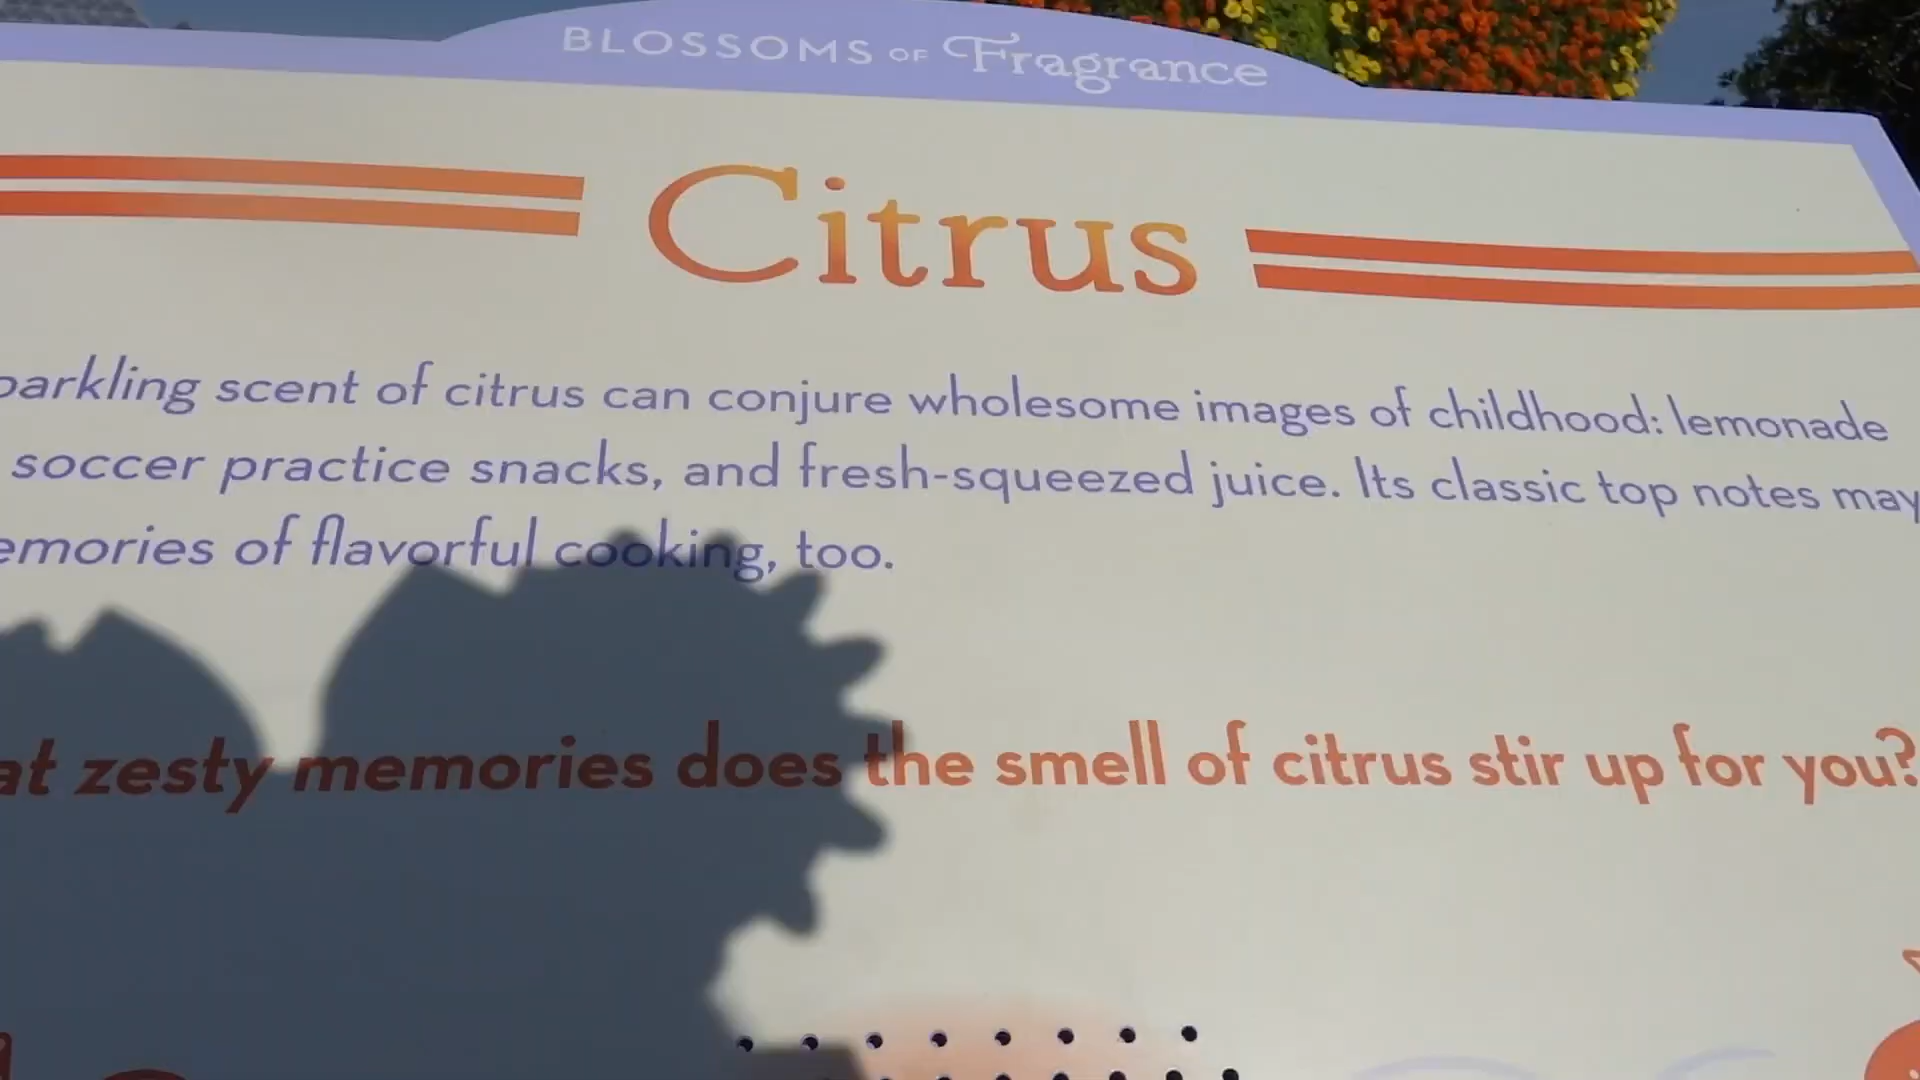 BLOSSOMS OF Fragrance
Citrus
parkling scent of citrus can conjure wholesome images of childhood: lemonade
soccer practice snacks, and fresh-squeezed juice. Its classic top notes may
emories of flavorful cooking, too.
at zesty memories does the smell of citrus stir up for you?